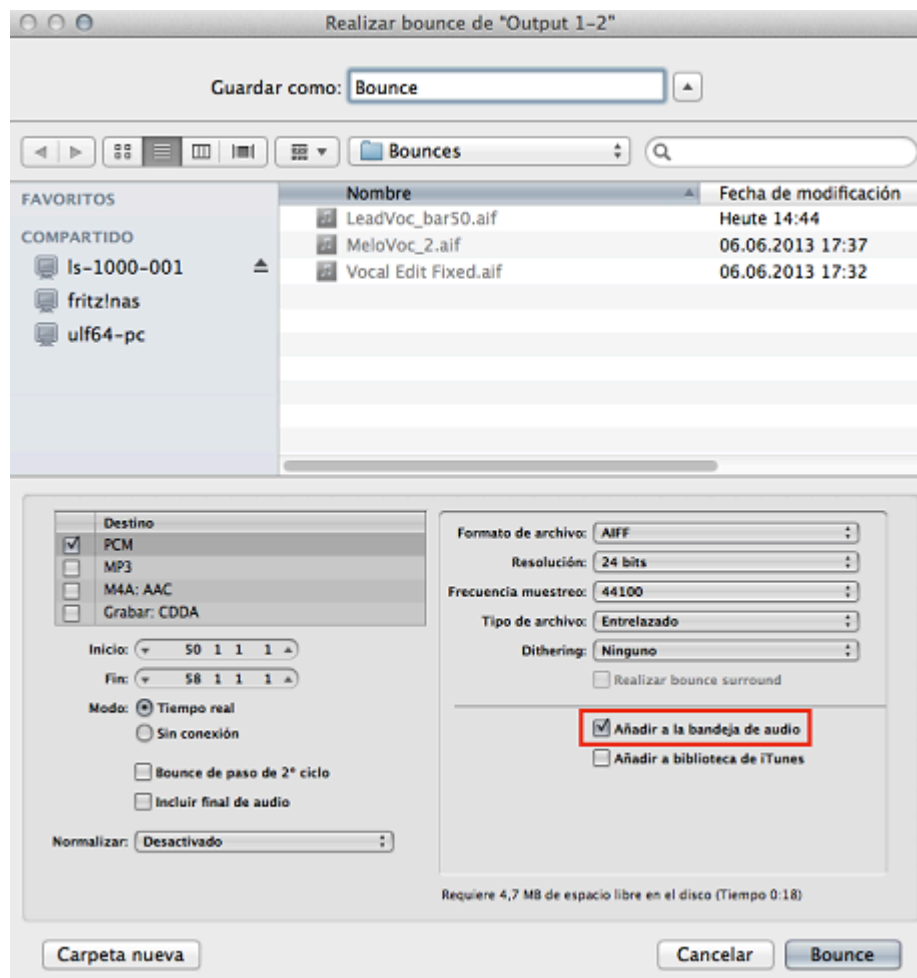 Realizar bounce de "Output 1-2"
Guardar como: Bounce
Bounces
FAVORITOS
COMPARTIDO
ls-1000-001
fritz!nas
ulf64-pc
Nombre Fecha de modificación
LeadVoc_bar50.aif Heute 14:44
MeloVoc_2.aif 06.06.2013 17:37
Vocal Edit Fixed.aif 06.06.2013 17:32
Destino
PCM
MP3
M4A: AAC
Grabar: CDDA
Inicio: 50 1 1 1
Fin: 58 1 1 1
Modo: Tiempo real
Sin conexión
Bounce de paso de 2º ciclo
Incluir final de audio
Normalizar: Desactivado
Formato de archivo: AIFF
Resolución: 24 bits
Frecuencia muestreo: 44100
Tipo de archivo: Entrelazado
Dithering: Ninguno
Realizar bounce surround
Añadir a la bandeja de audio
Añadir a biblioteca de iTunes
Requiere 4,7 MB de espacio libre en el disco (Tiempo 0:18)
Carpeta nueva Cancelar Bounce